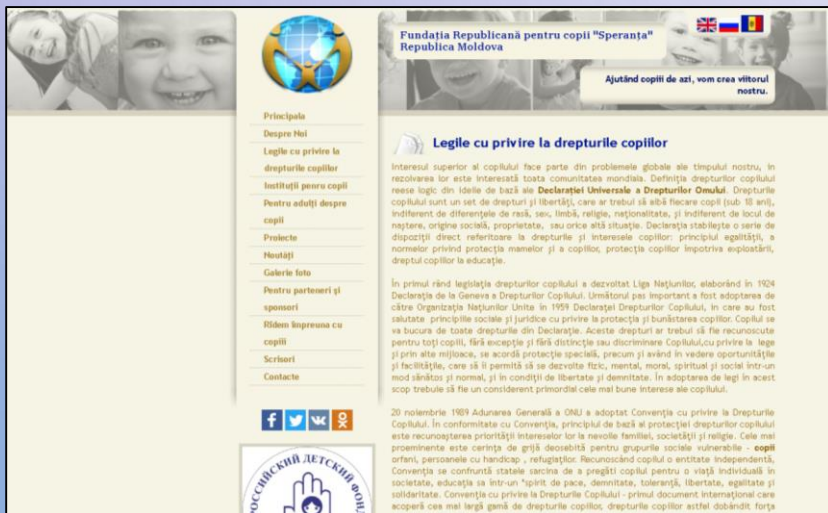 Fundația Republicană pentru copii "Speranța"
Republica Moldova
Ajutând copiii de azi, vom crea viitorul
nostru.
Principala
Despre Noi
Legile cu privire la
drepturile copiilor
Instituții penru copii
Pentru adulți despre
copii
Proiecte
Noutăți
Galerie foto
Pentru parteneri și
sponsori
Rîdem împreuna cu
copiii
Scrisori
Contacte
РОССИЙСКИЙ ДЕТСКИЙ ФОНД
Legile cu privire la drepturile copiilor
Interesul superior al copilului face parte din problemele globale ale timpului nostru, în
rezolvarea lor este interesată toata comunitatea mondiala. Definiția drepturilor copilului
reese logic din ideile de bază ale Declarației Universale a Drepturilor Omului. Drepturile
copilului sunt un set de drepturi și libertăți, care ar trebui să aibă fiecare copil (sub 18 ani),
indiferent de diferențele de rasă, sex, limbă, religie, naționalitate, și indiferent de locul de
naștere, origine socială, proprietate, sau orice altă situație. Declarația stabilește o serie de
dispoziții direct referitoare la drepturile și interesele copiilor: principiul egalității, a
normelor privind protecția mamelor și a copiilor, protecția copiilor împotriva exploatării,
dreptul copiilor la educație.
În primul rând legislația drepturilor copilului a dezvoltat Liga Națiunilor, elaborând în 1924
Declarația de la Geneva a Drepturilor Copilului. Următorul pas important a fost adoptarea de
către Organizația Națiunilor Unite in 1959 Declaraței Drepturilor Copilului, in care au fost
salutate principiile sociale și juridice cu privire la protecția și bunăstarea copiilor. Copilul se
va bucura de toate drepturile din Declarație. Aceste drepturi ar trebui să fie recunoscute
pentru toți copiii, fără excepție și fără distincție sau discriminare Copilului,cu privire la lege
și prin alte mijloace, se acordă protecție specială, precum și având în vedere oportunitățile
și facilitățile, care să îi permită să se dezvolte fizic, mental, moral, spiritual și social într-un
mod sănătos și normal, și în condiții de libertate și demnitate. În adoptarea de legi în acest
scop trebuie să fie un considerent primordial cele mai bune interese ale copilului.
20 noiembrie 1989 Adunarea Generală a ONU a adoptat Convenția cu privire la Drepturile
Copilului. În conformitate cu Convenția, principiul de bază al protecției drepturilor copilului
este recunoașterea priorității intereselor lor la nevoile familiei, societății și religie. Cele mai
proeminente este cerința de grijă deosebită pentru grupurile sociale vulnerabile - copii
orfani, persoanele cu handicap , refugiaților. Recunoscând copilul o entitate independentă,
Convenția se confruntă statele sarcina de a pregăti copilul pentru o viață individuală în
societate, educația sa într-un "spirit de pace, demnitate, toleranță, libertate, egalitate și
solidaritate. Convenția cu privire la Drepturile Copilului - primul document internațional care
acoperă cea mai largă gamă de drepturile copiilor, drepturile copiilor astfel dobândit forța